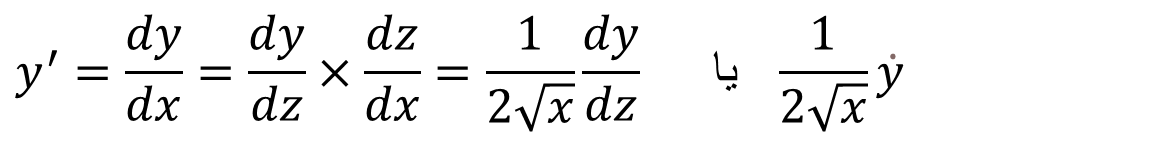 y′ = dy/dx = dy/dz × dz/dx = 1/(2√x) dy/dz یا 1/(2√x) ẏ